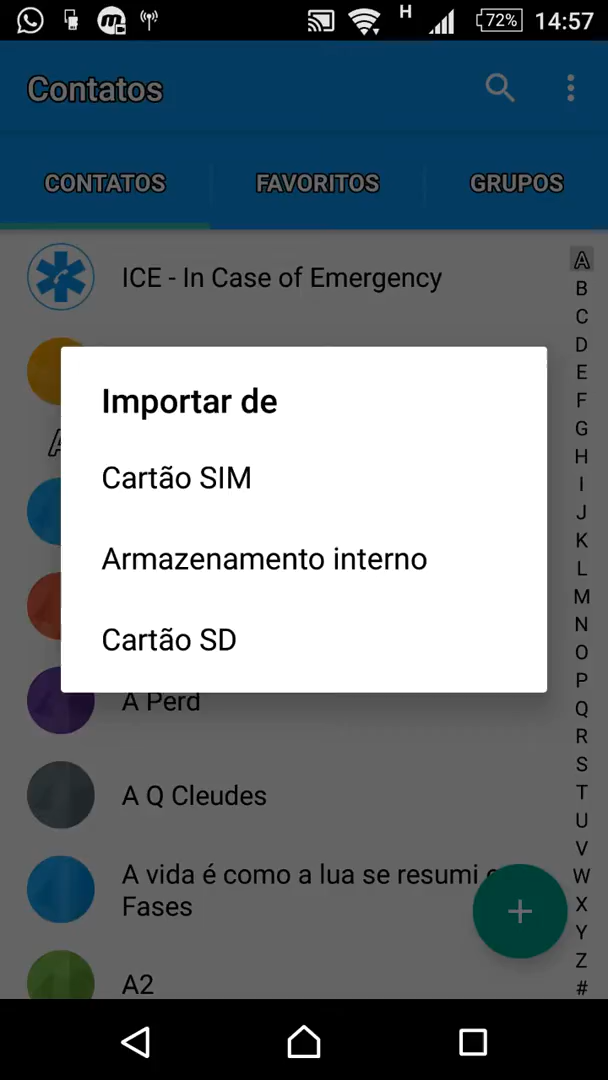 H 72% 14:57
Contatos
CONTATOS FAVORITOS GRUPOS
ICE - In Case of Emergency
Importar de
Cartão SIM
Armazenamento interno
Cartão SD
A Perd
A Q Cleudes
A vida é como a lua se resumi
Fases
A2
A
B
C
D
E
F
G
H
I
J
K
L
M
N
O
P
Q
R
S
T
U
V
W
X
Y
Z
#